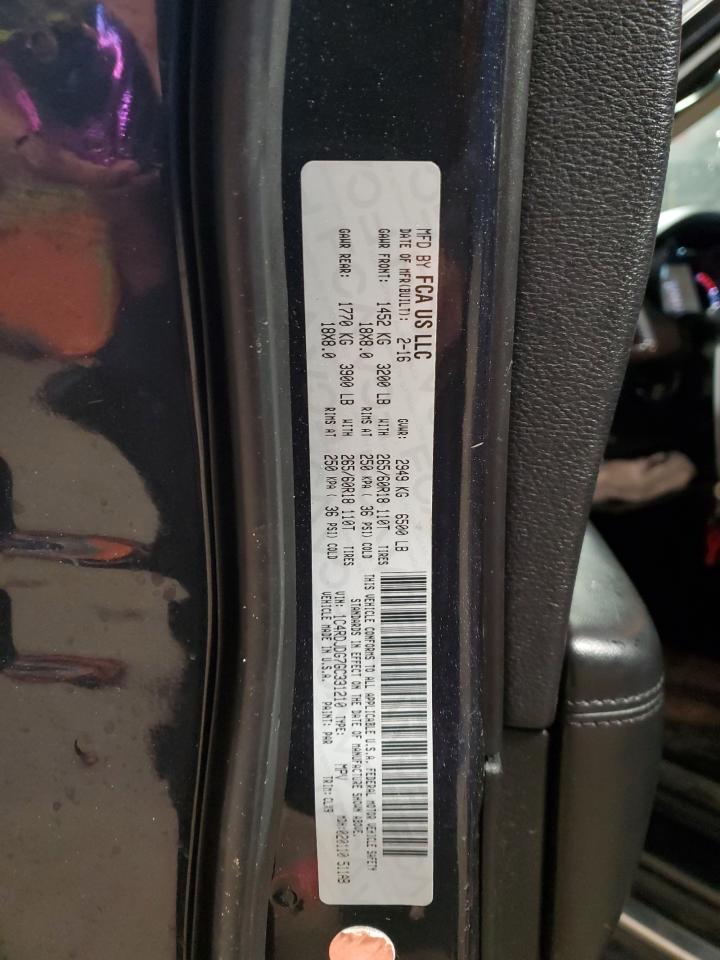 MFD BY FCA US LLC
DATE OF MFR(BUILT): 2-16 GVWR: 2949 KG 6500 LB
GAWR FRONT: 1452 KG 3200 LB WITH 265/60R18 110T TIRES
18X8.0 RIMS AT 250 KPA ( 36 PSI) COLD
GAWR REAR: 1770 KG 3900 LB WITH 265/60R18 110T TIRES
18X8.0 RIMS AT 250 KPA ( 36 PSI) COLD
THIS VEHICLE CONFORMS TO ALL APPLICABLE U.S.A. FEDERAL MOTOR VEHICLE SAFETY
STANDARDS IN EFFECT ON THE DATE OF MANUFACTURE SHOWN ABOVE.
VIN: 1C4RDJDG7GC331210 TYPE: MPV MDH:020110 511AB
VEHICLE MADE IN U.S.A. PAINT: PAR TRIM:CLX9